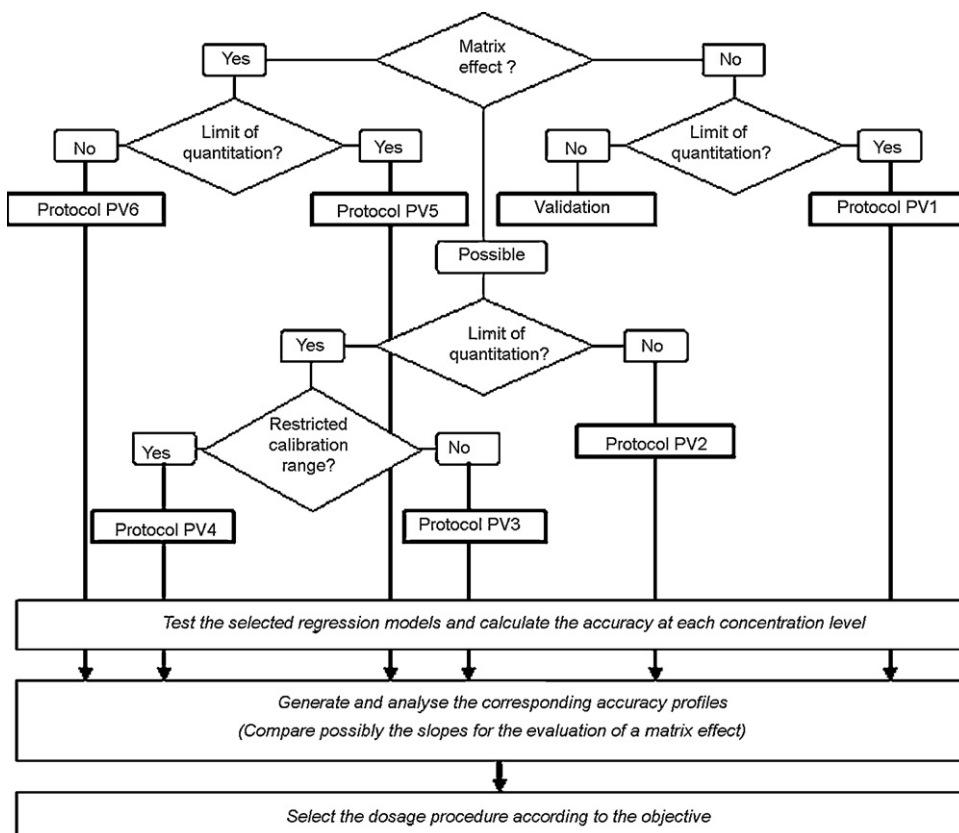 Matrix
effect ?
Yes
No
Limit of
quantitation?
No
Yes
Limit of
quantitation?
No
Yes
Protocol PV6
Protocol PV5
Validation
Protocol PV1
Possible
Limit of
quantitation?
Yes
No
Restricted
calibration
range?
Yes
No
Protocol PV2
Protocol PV4
Protocol PV3
Test the selected regression models and calculate the accuracy at each concentration level
Generate and analyse the corresponding accuracy profiles
(Compare possibly the slopes for the evaluation of a matrix effect)
Select the dosage procedure according to the objective